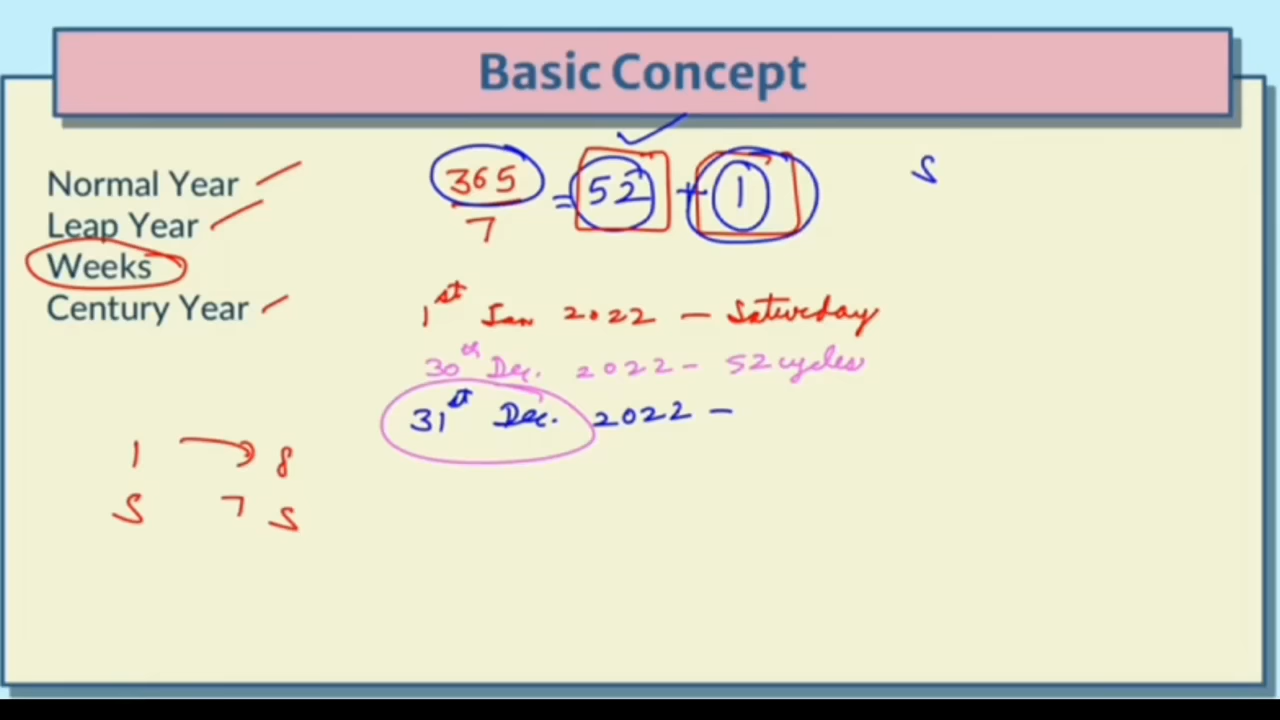 Basic Concept
Normal Year
Leap Year
Weeks
Century Year
365
7
= 52 + 1
S
1st Jan 2022 - Saturday
30th Dec. 2022 - 52 cycles
31st Dec. 2022 -
1 8
S 7 S